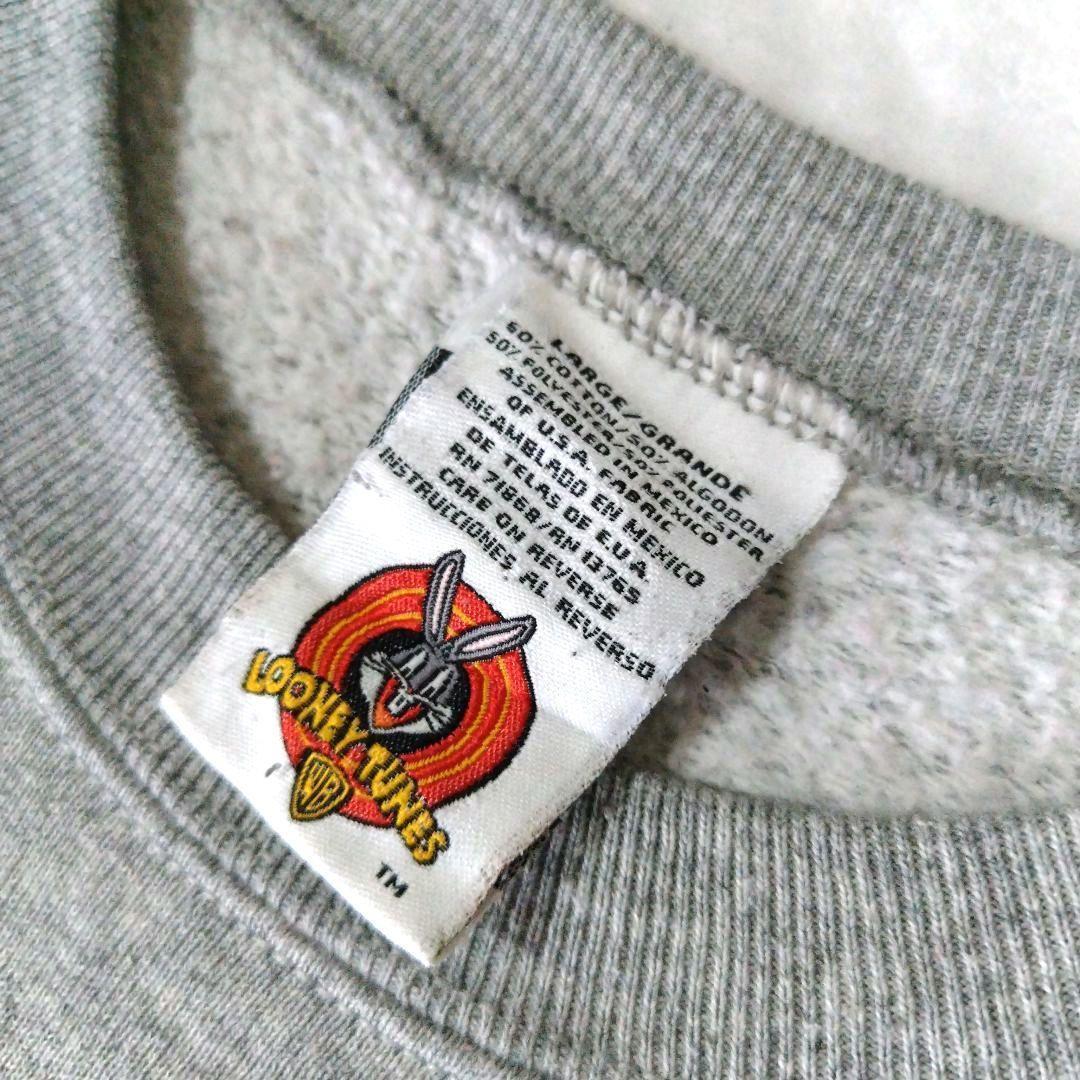 LARGE/GRANDE
50% COTTON/50% ALGODON
50% POLYESTER/50% POLIESTER
ASSEMBLED IN MEXICO
OF U.S.A. FABRIC
ENSAMBLADO EN MEXICO
DE TELAS DE E.U.A.
RN 71868/RN 13765
CARE ON REVERSE
INSTRUCCIONES AL REVERSO
LOONEY TUNES
WB
TM